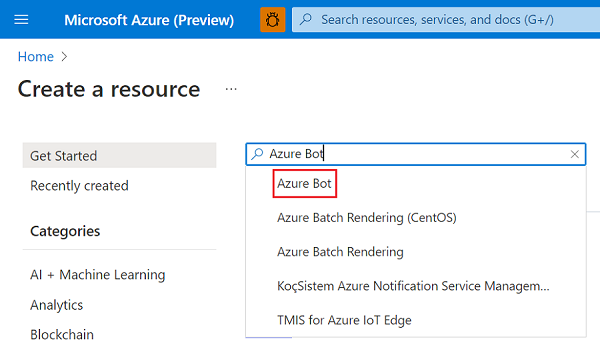 Microsoft Azure (Preview)
Search resources, services, and docs (G+/)
Home >
Create a resource ...
Get Started
Recently created
Categories
AI + Machine Learning
Analytics
Blockchain
Azure Bot
Azure Bot
Azure Batch Rendering (CentOS)
Azure Batch Rendering
KoçSistem Azure Notification Service Managem...
TMIS for Azure IoT Edge